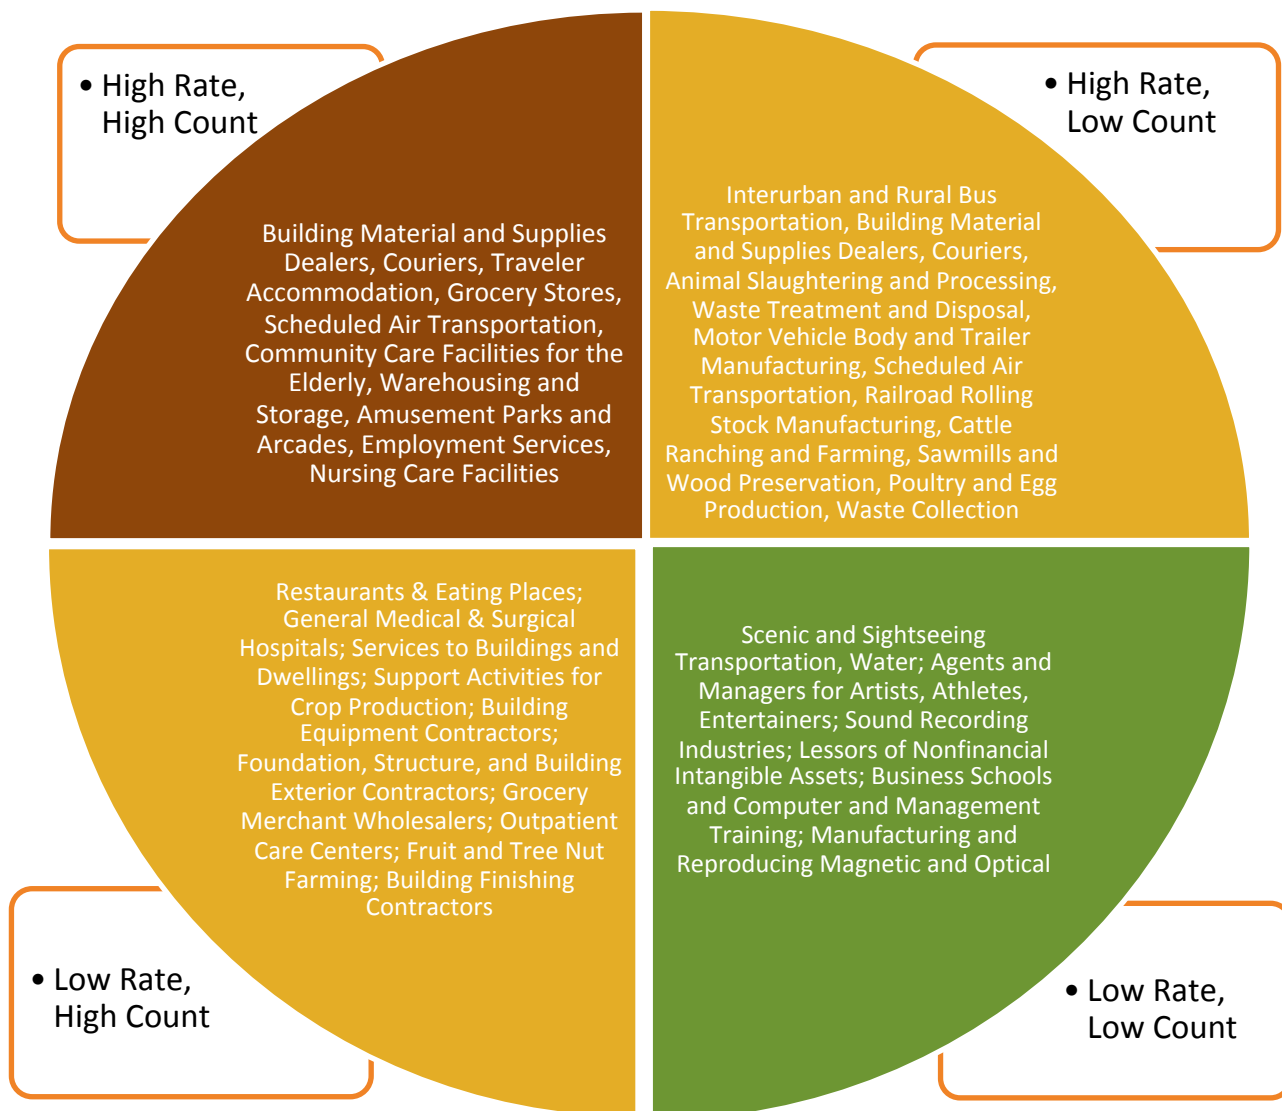 • High Rate,
High Count
• High Rate,
Low Count
Building Material and Supplies
Dealers, Couriers, Traveler
Accommodation, Grocery Stores,
Scheduled Air Transportation,
Community Care Facilities for the
Elderly, Warehousing and
Storage, Amusement Parks and
Arcades, Employment Services,
Nursing Care Facilities
Interurban and Rural Bus
Transportation, Building Material
and Supplies Dealers, Couriers,
Animal Slaughtering and Processing,
Waste Treatment and Disposal,
Motor Vehicle Body and Trailer
Manufacturing, Scheduled Air
Transportation, Railroad Rolling
Stock Manufacturing, Cattle
Ranching and Farming, Sawmills and
Wood Preservation, Poultry and Egg
Production, Waste Collection
Restaurants & Eating Places;
General Medical & Surgical
Hospitals; Services to Buildings and
Dwellings; Support Activities for
Crop Production; Building
Equipment Contractors;
Foundation, Structure, and Building
Exterior Contractors; Grocery
Merchant Wholesalers; Outpatient
Care Centers; Fruit and Tree Nut
Farming; Building Finishing
Contractors
Scenic and Sightseeing
Transportation, Water; Agents and
Managers for Artists, Athletes,
Entertainers; Sound Recording
Industries; Lessors of Nonfinancial
Intangible Assets; Business Schools
and Computer and Management
Training; Manufacturing and
Reproducing Magnetic and Optical
• Low Rate,
High Count
• Low Rate,
Low Count